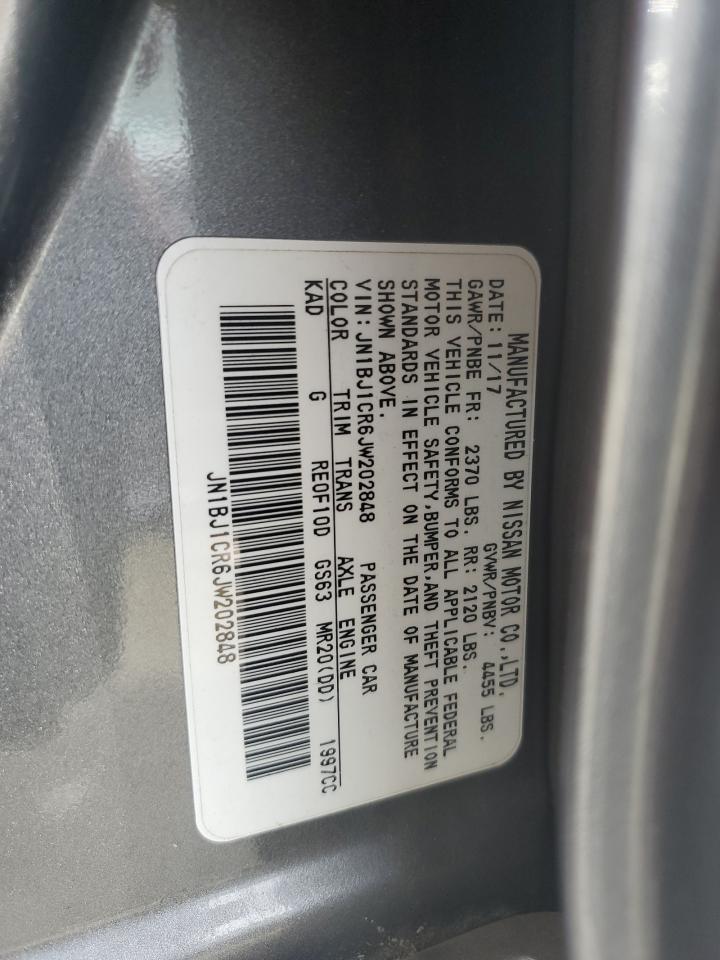 MANUFACTURED BY NISSAN MOTOR CO.,LTD.
DATE: 11/17 GVWR/PNBV: 4455 LBS.
GAWR/PNBE FR: 2370 LBS. RR: 2120 LBS.
THIS VEHICLE CONFORMS TO ALL APPLICABLE FEDERAL
MOTOR VEHICLE SAFETY,BUMPER,AND THEFT PREVENTION
STANDARDS IN EFFECT ON THE DATE OF MANUFACTURE
SHOWN ABOVE.
VIN: JN1BJ1CR6JW202848 PASSENGER CAR
COLOR TRIM TRANS AXLE ENGINE
KAD G RE0F10D GS63 MR20(DD) 1997CC
JN1BJ1CR6JW202848